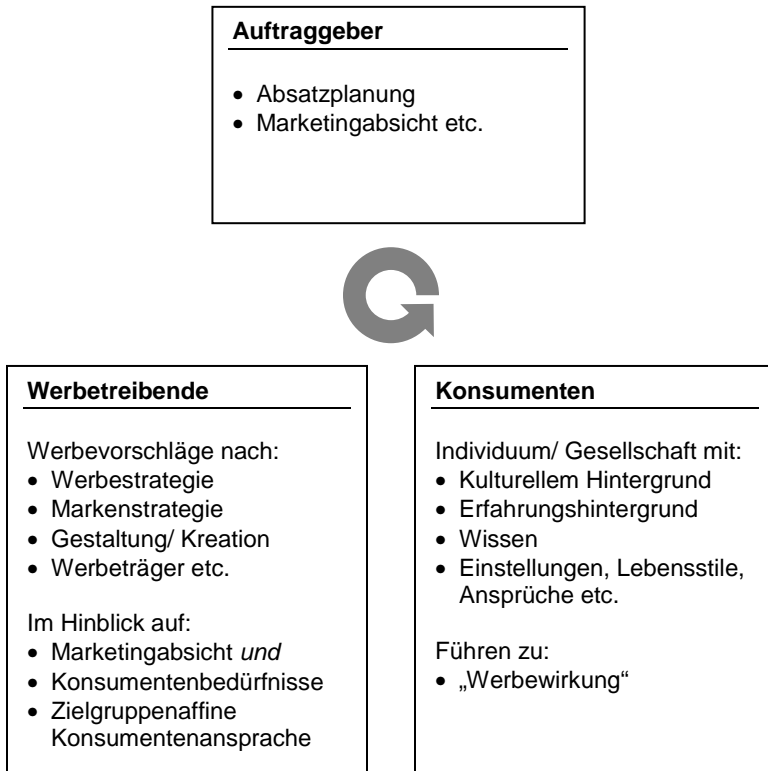 Auftraggeber
• Absatzplanung
• Marketingabsicht etc.
Werbetreibende
Werbevorschläge nach:
• Werbestrategie
• Markenstrategie
• Gestaltung/ Kreation
• Werbeträger etc.
Im Hinblick auf:
• Marketingabsicht und
• Konsumentenbedürfnisse
• Zielgruppenaffine
Konsumentenansprache
Konsumenten
Individuum/ Gesellschaft mit:
• Kulturellem Hintergrund
• Erfahrungshintergrund
• Wissen
• Einstellungen, Lebensstile,
Ansprüche etc.
Führen zu:
• „Werbewirkung“